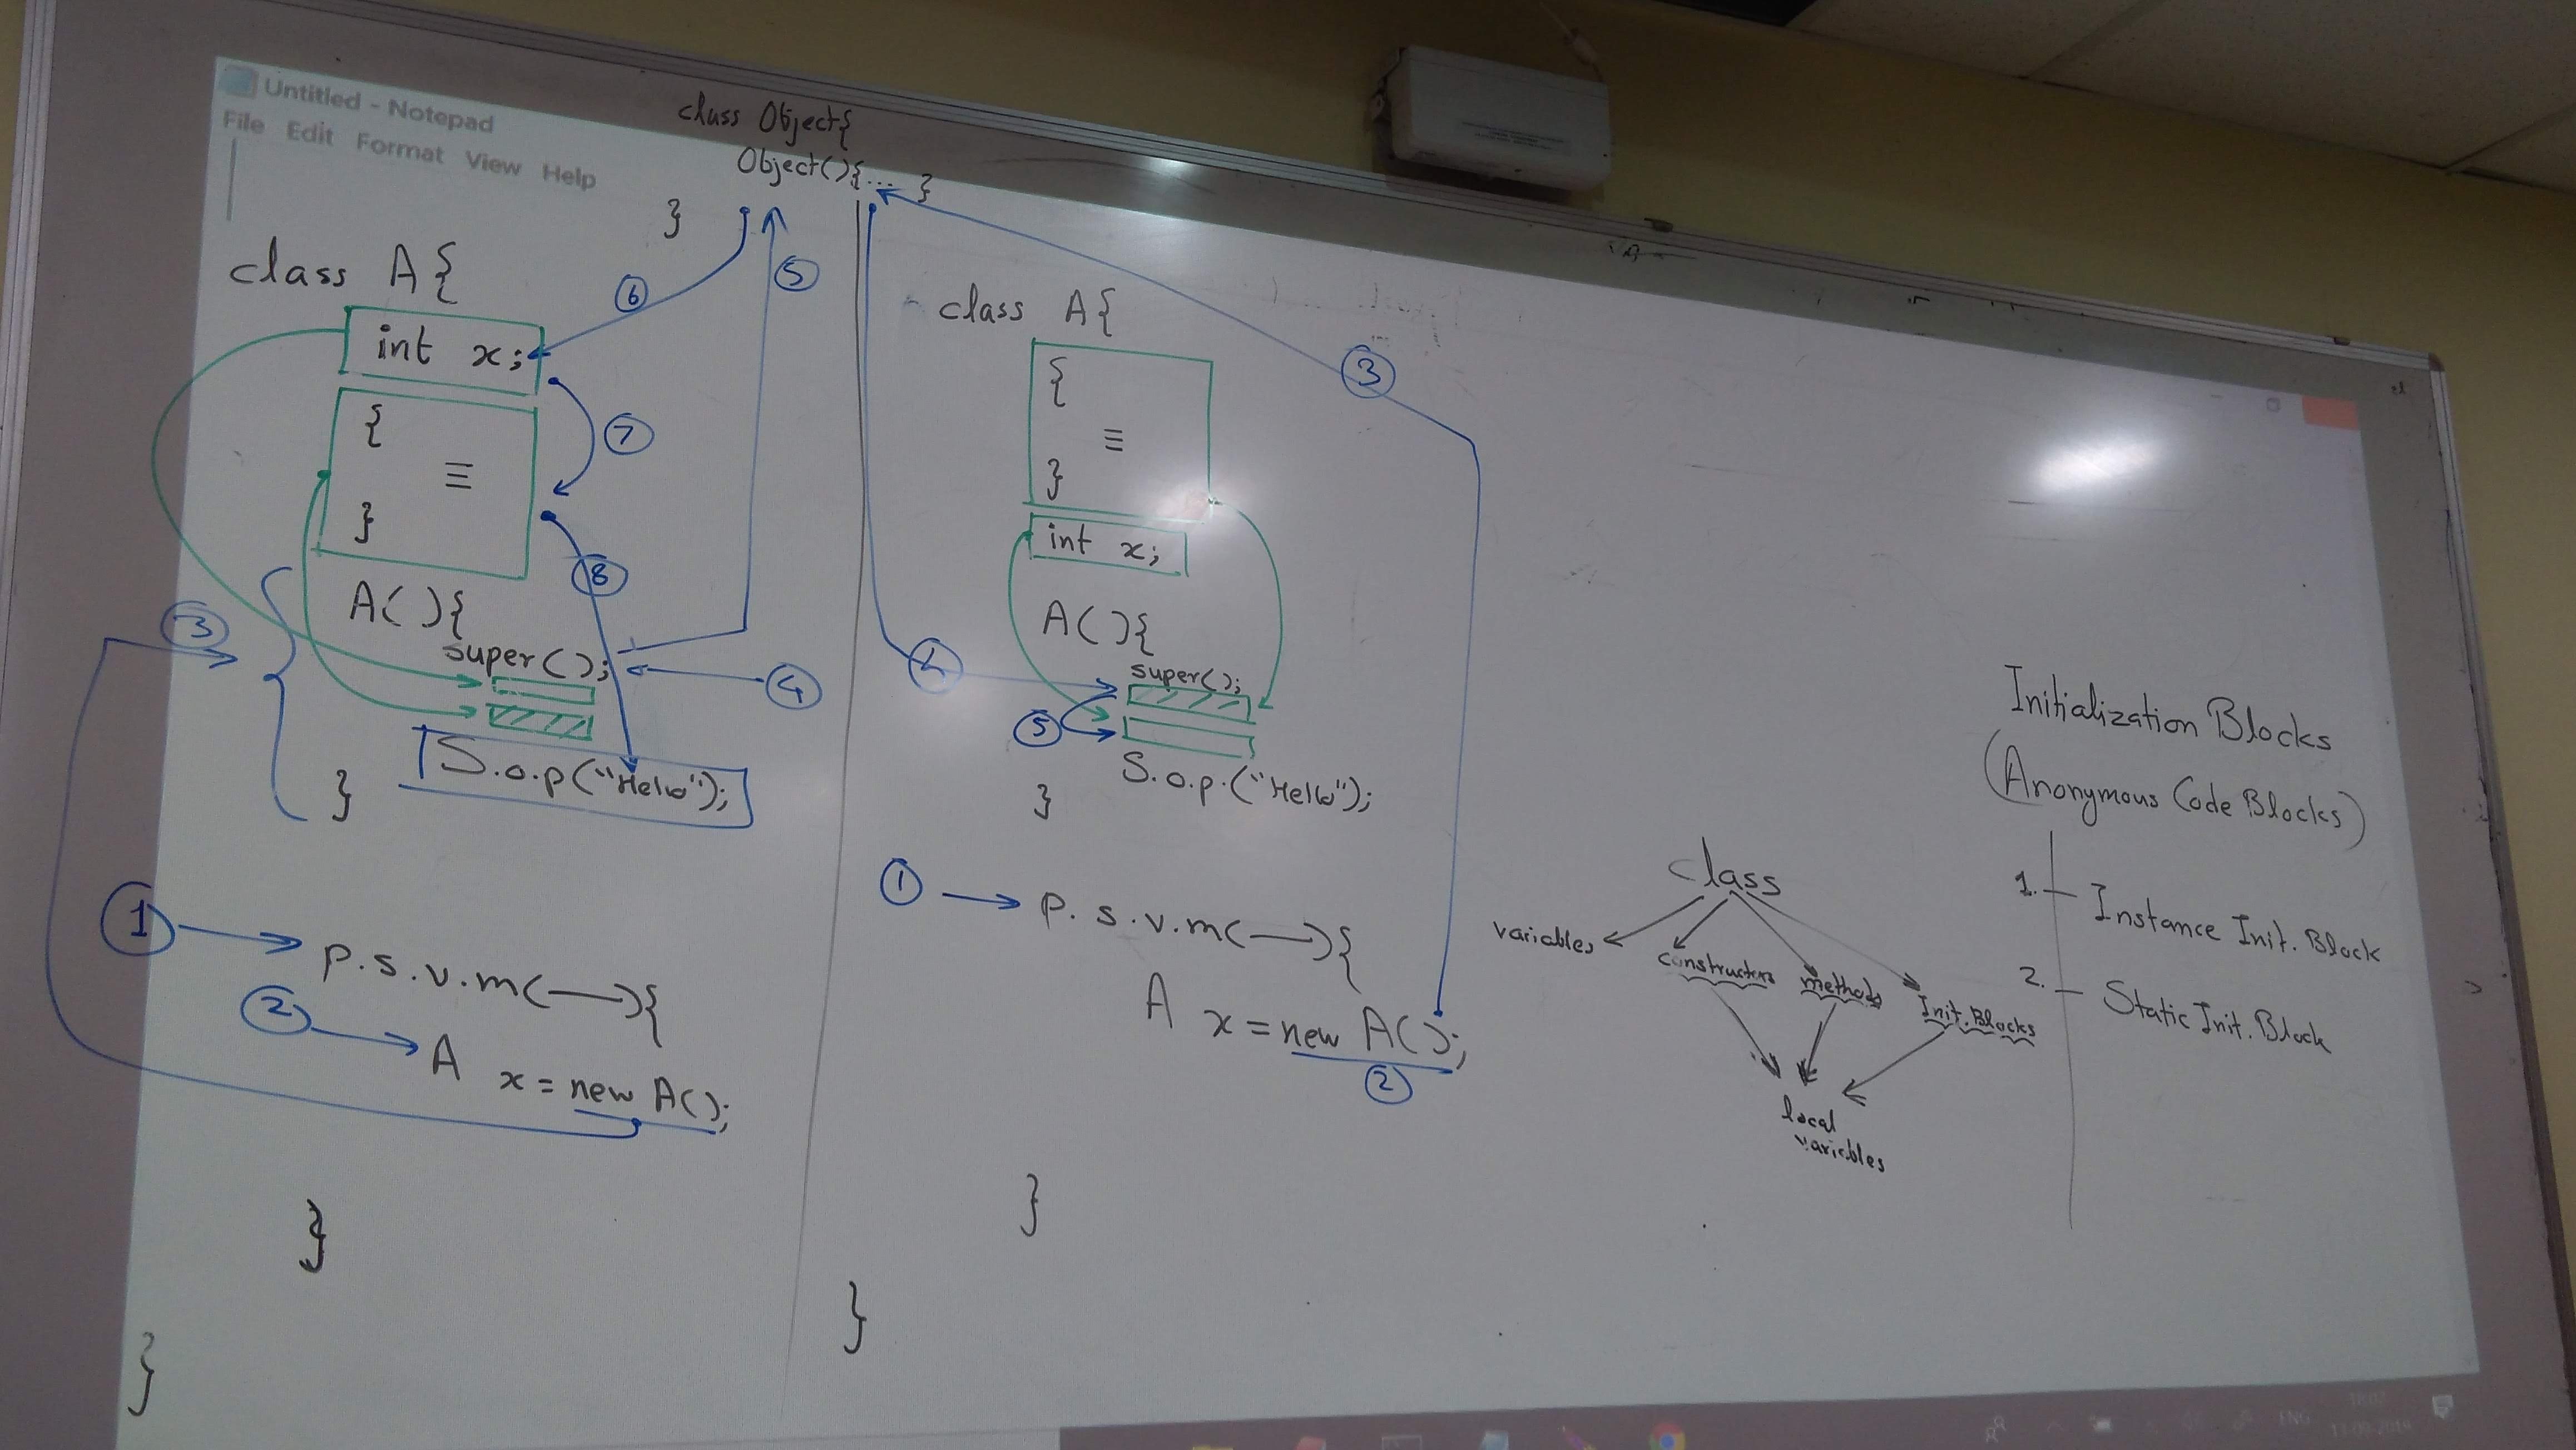 Untitled - Notepad
File Edit Format View Help
class Object{
Object(){... }
}
class A{
int x;
{
≡
}
A(){
super();
S.o.p("Hello");
}
p.s.v.m(—){
A x = new A();
}
}
6
5
7
8
3
4
1
2
class A{
{
≡
}
int x;
A(){
super();
S.o.p.("Hello");
}
p.s.v.m(—){
A x = new A();
}
}
3
5
1
2
class
variables
constructors
methods
Init. Blocks
local
variables
Initialization Blocks
(Anonymous Code Blocks)
1. Instance Init. Block
2. Static Init. Block
ENG